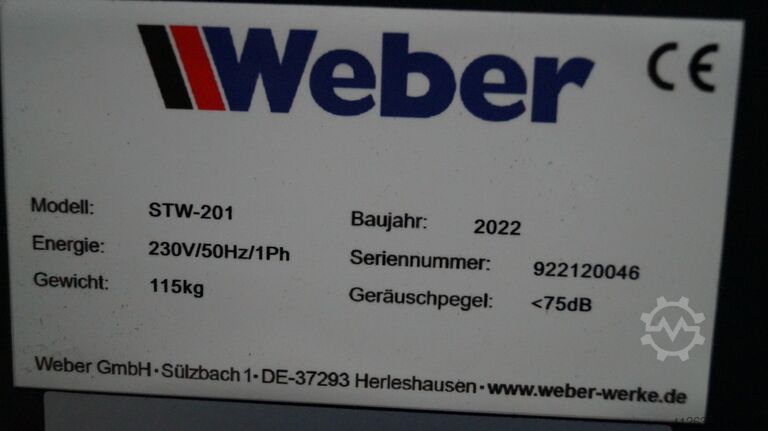 Weber CE
Modell: STW-201 Baujahr: 2022
Energie: 230V/50Hz/1Ph Seriennummer: 922120046
Gewicht: 115kg Geräuschpegel: <75dB
Weber GmbH · Sülzbach 1 · DE-37293 Herleshausen · www.weber-werke.de